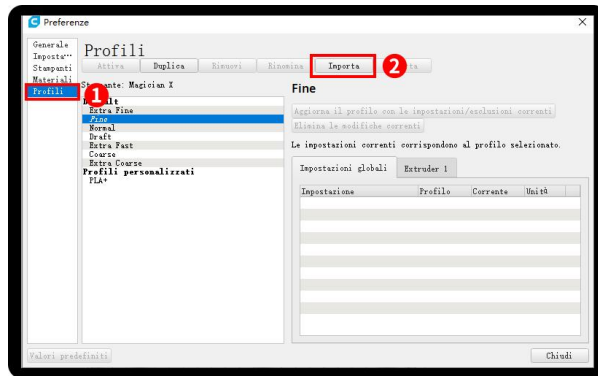 Preferenze
Generale
Imposta…
Stampanti
Materiali
Profili
Profili
Attiva Duplica Rimuovi Rinomina Importa
2
1
Magician X
Extra Fine
Fine
Normal
Draft
Extra Fast
Coarse
Extra Coarse
Profili personalizzati
PLA+
Fine
Aggiorna il profilo con le impostazioni/esclusioni correnti
Elimina le modifiche correnti
Le impostazioni correnti corrispondono al profilo selezionato.
Impostazioni globali Extruder 1
Impostazione Profilo Corrente Unità
Valori predefiniti
Chiudi